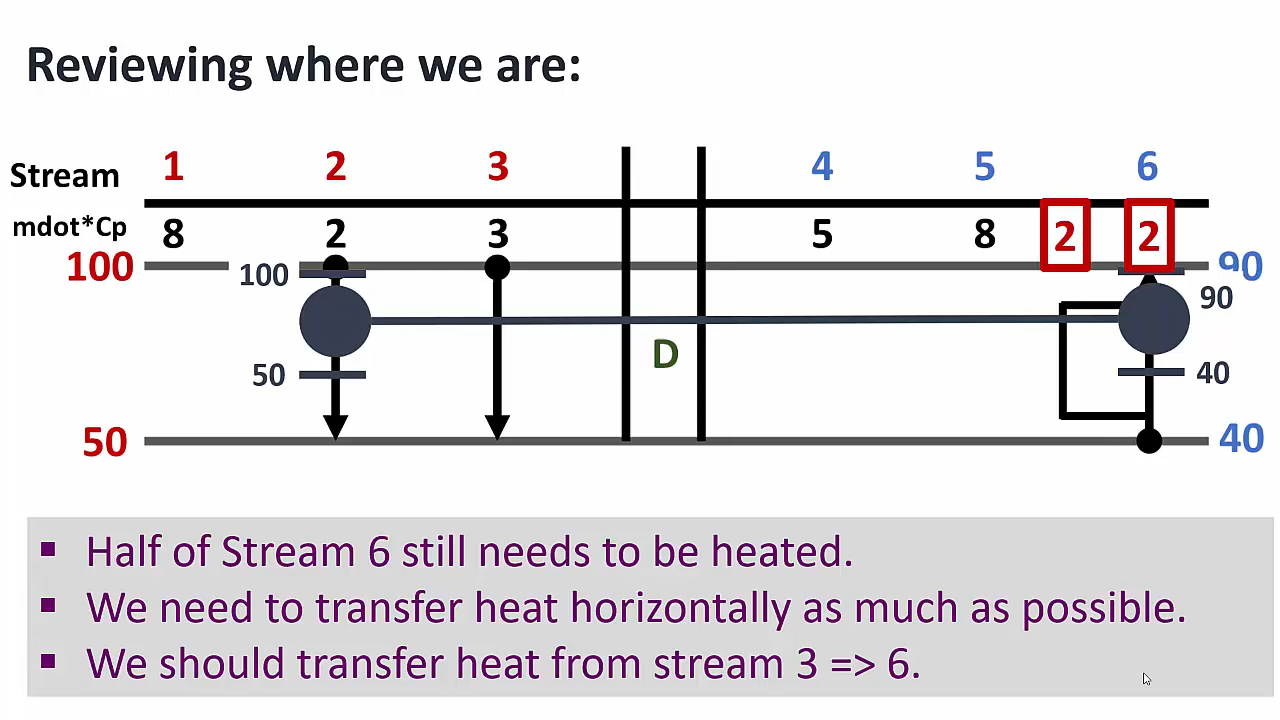 Reviewing where we are:
Stream 1 2 3 4 5 6
mdot*Cp 8 2 3 5 8 2 2
100 100 90
90
D
50 40
50 40
▪ Half of Stream 6 still needs to be heated.
▪ We need to transfer heat horizontally as much as possible.
▪ We should transfer heat from stream 3 => 6.